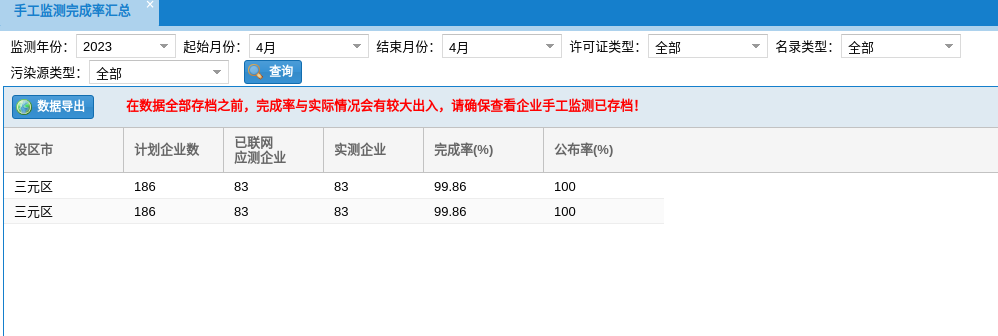 手工监测完成率汇总 ×
监测年份: 2023 起始月份: 4月 结束月份: 4月 许可证类型: 全部 名录类型: 全部
污染源类型: 全部 查询
数据导出 在数据全部存档之前，完成率与实际情况会有较大出入，请确保查看企业手工监测已存档！
设区市 计划企业数 已联网 应测企业 实测企业 完成率(%) 公布率(%)
三元区 186 83 83 99.86 100
三元区 186 83 83 99.86 100